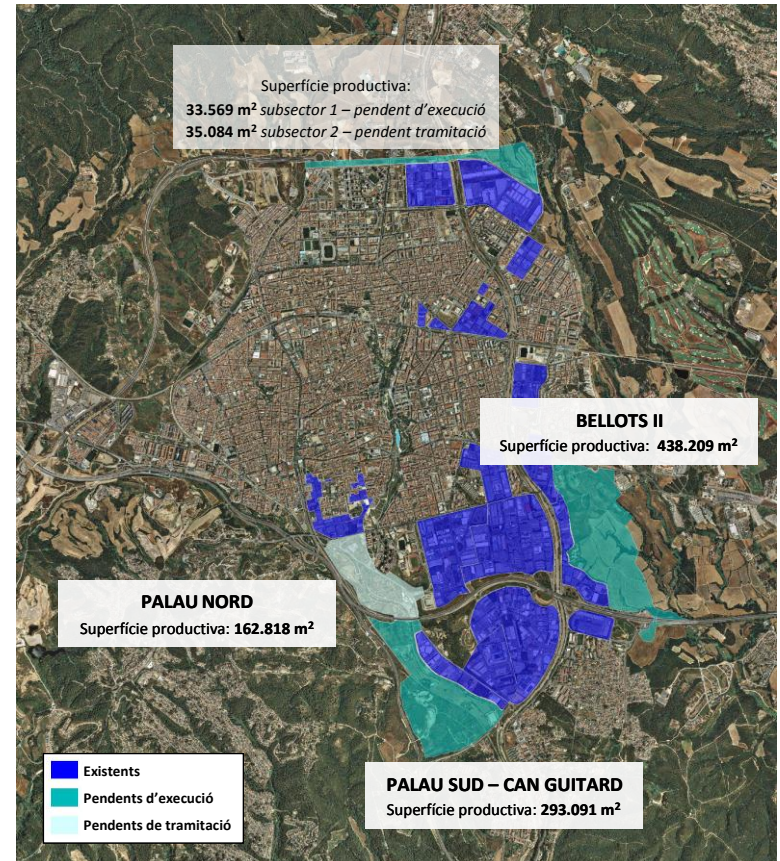 Superfície productiva:
33.569 m² subsector 1 – pendent d'execució
35.084 m² subsector 2 – pendent tramitació
BELLOTS II
Superfície productiva: 438.209 m²
PALAU NORD
Superfície productiva: 162.818 m²
PALAU SUD – CAN GUITARD
Superfície productiva: 293.091 m²
Existents
Pendents d'execució
Pendents de tramitació